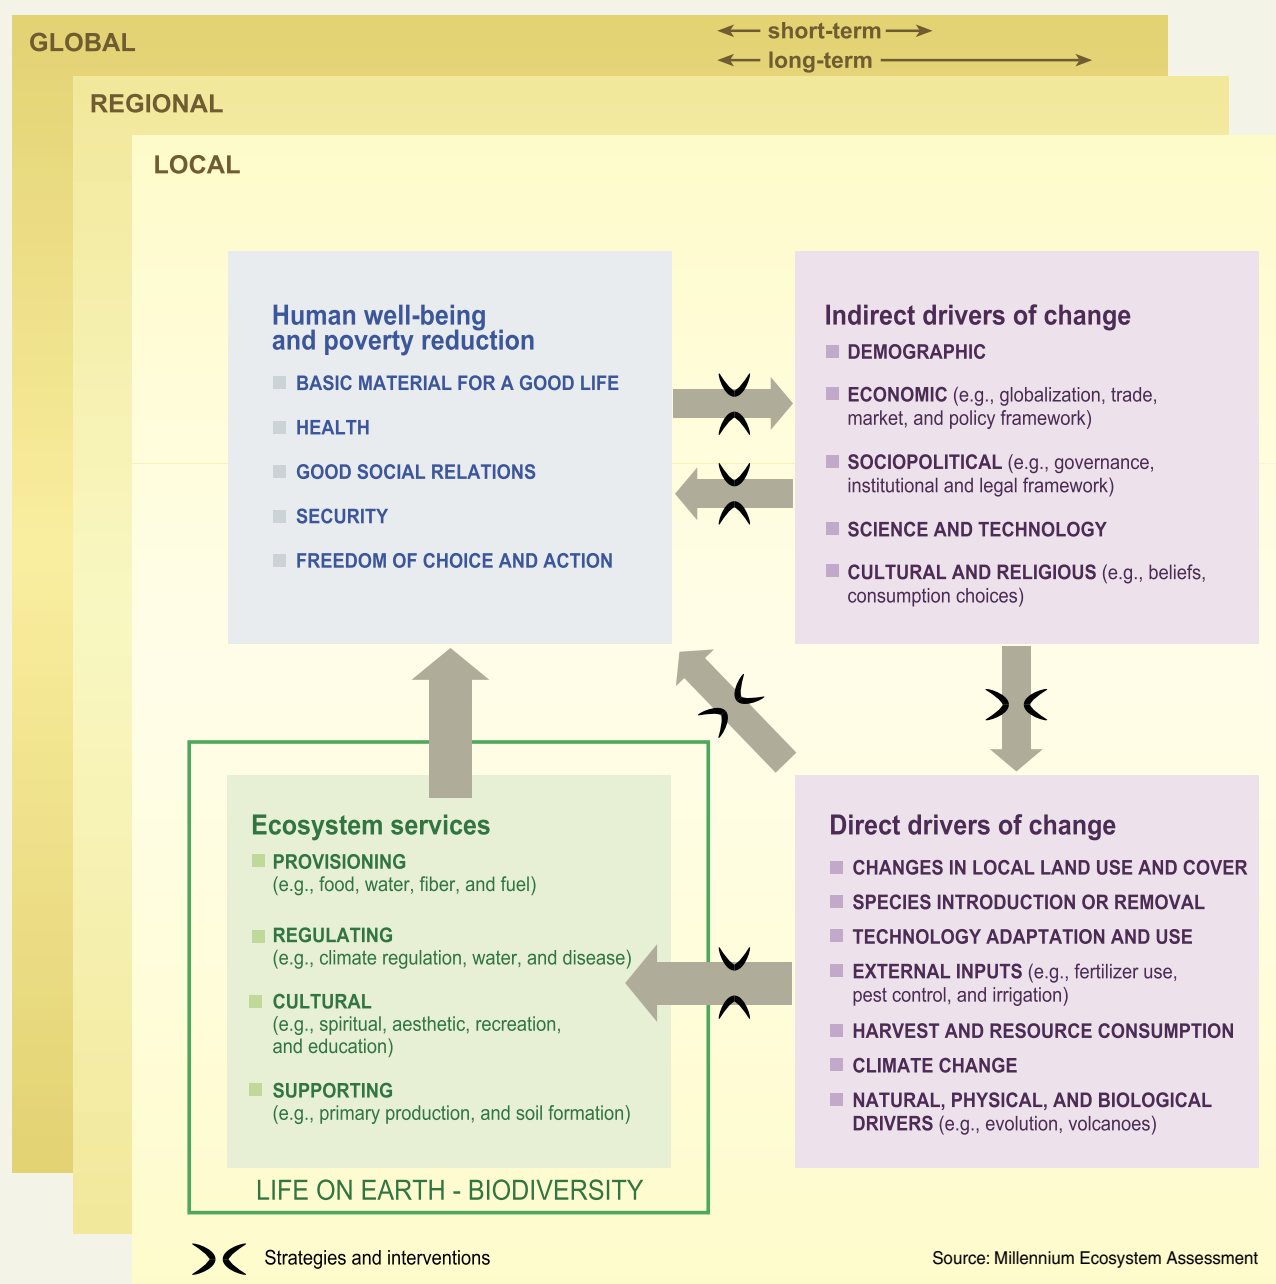 GLOBAL
short-term
long-term
REGIONAL
LOCAL
Human well-being
and poverty reduction
BASIC MATERIAL FOR A GOOD LIFE
HEALTH
GOOD SOCIAL RELATIONS
SECURITY
FREEDOM OF CHOICE AND ACTION
Indirect drivers of change
DEMOGRAPHIC
ECONOMIC (e.g., globalization, trade,
market, and policy framework)
SOCIOPOLITICAL (e.g., governance,
institutional and legal framework)
SCIENCE AND TECHNOLOGY
CULTURAL AND RELIGIOUS (e.g., beliefs,
consumption choices)
Ecosystem services
PROVISIONING
(e.g., food, water, fiber, and fuel)
REGULATING
(e.g., climate regulation, water, and disease)
CULTURAL
(e.g., spiritual, aesthetic, recreation,
and education)
SUPPORTING
(e.g., primary production, and soil formation)
LIFE ON EARTH - BIODIVERSITY
Direct drivers of change
CHANGES IN LOCAL LAND USE AND COVER
SPECIES INTRODUCTION OR REMOVAL
TECHNOLOGY ADAPTATION AND USE
EXTERNAL INPUTS (e.g., fertilizer use,
pest control, and irrigation)
HARVEST AND RESOURCE CONSUMPTION
CLIMATE CHANGE
NATURAL, PHYSICAL, AND BIOLOGICAL
DRIVERS (e.g., evolution, volcanoes)
Strategies and interventions
Source: Millennium Ecosystem Assessment